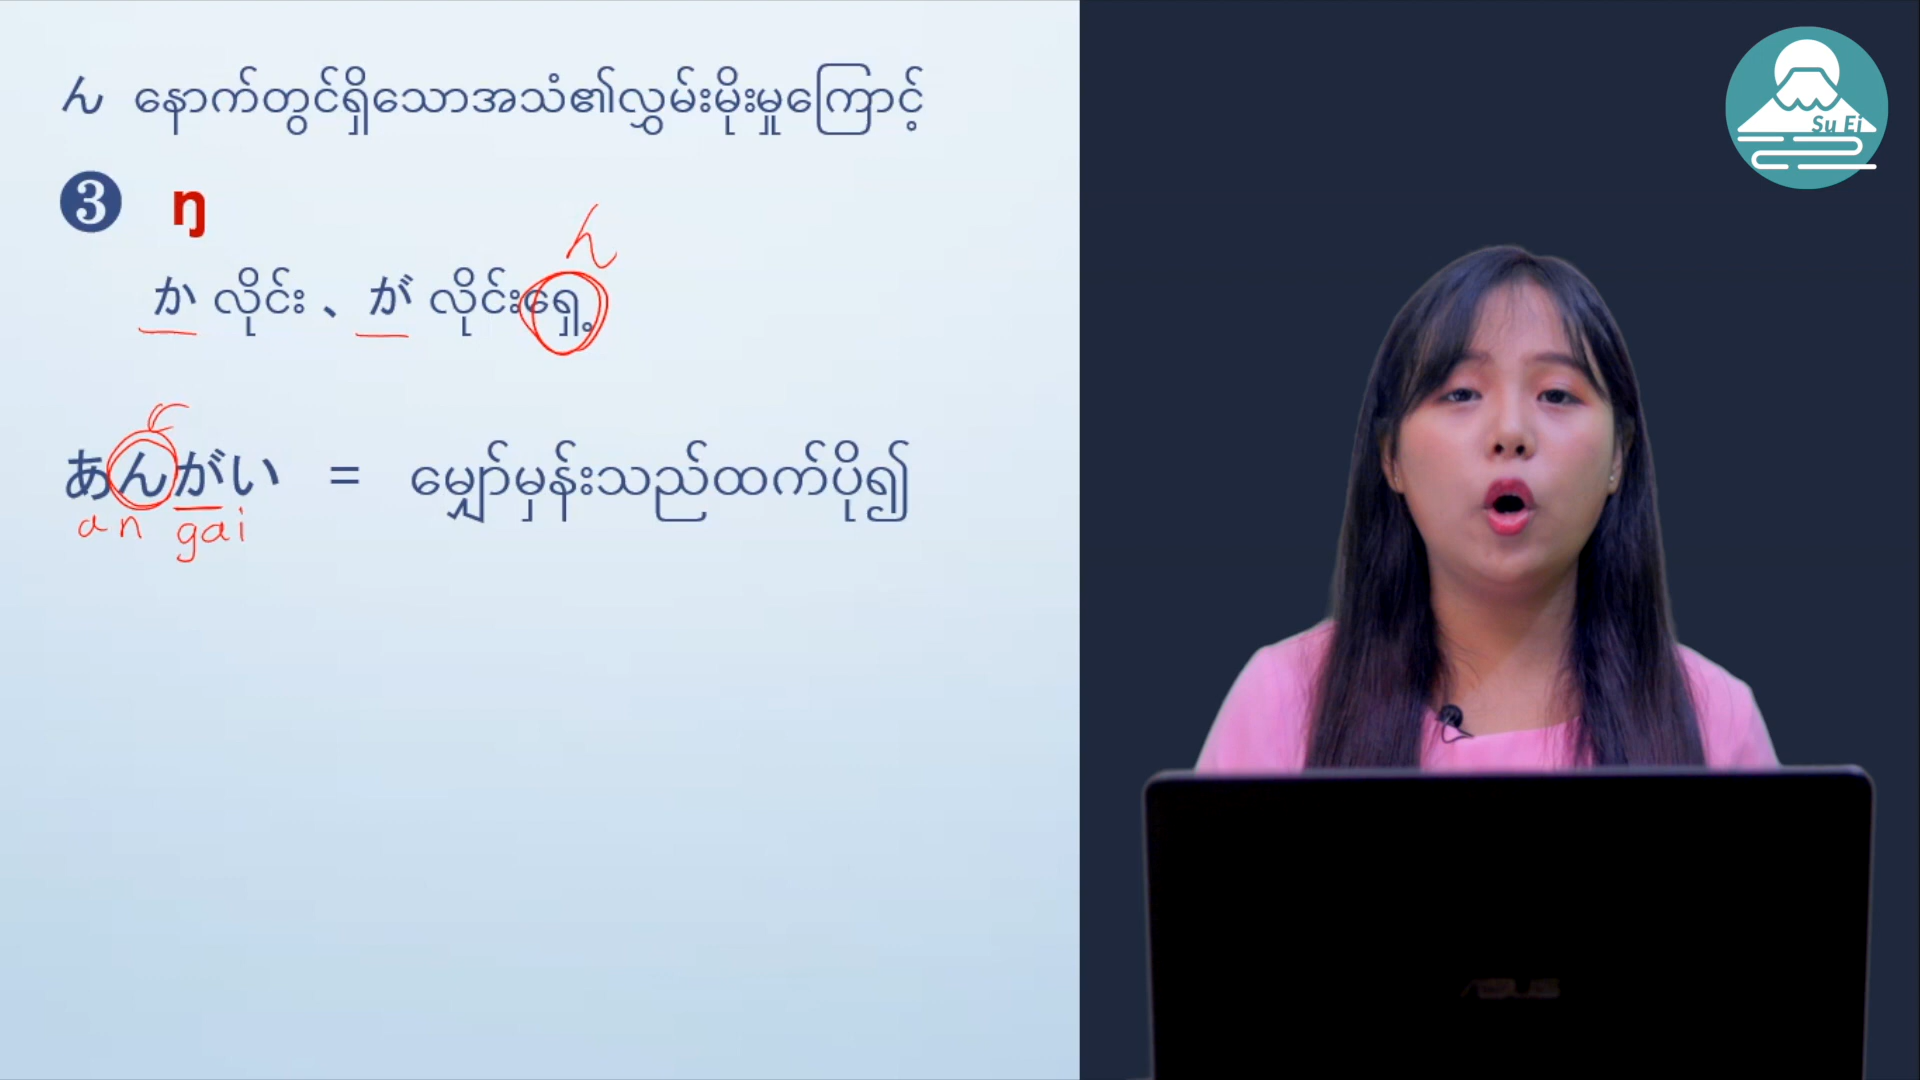 ん နောက်တွင်ရှိသောအသံ၏လွှမ်းမိုးမှုကြောင့်
❸ ŋ
ん
か လိုင်း、が လိုင်းရှေ့
あんがい = မျှော်မှန်းသည်ထက်ပို၍
an gai
Su Ei
ASUS